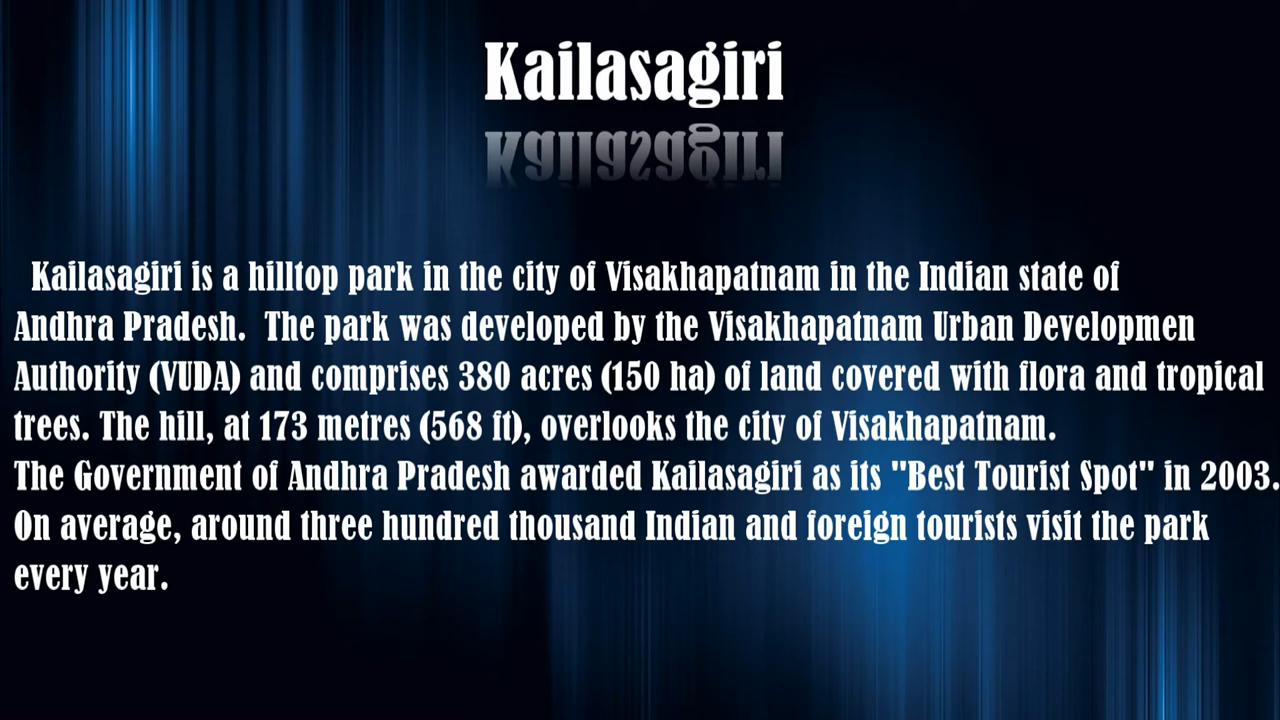 Kailasagiri
Kailasagiri is a hilltop park in the city of Visakhapatnam in the Indian state of
Andhra Pradesh.  The park was developed by the Visakhapatnam Urban Developmen
Authority (VUDA) and comprises 380 acres (150 ha) of land covered with flora and tropical
trees. The hill, at 173 metres (568 ft), overlooks the city of Visakhapatnam.
The Government of Andhra Pradesh awarded Kailasagiri as its "Best Tourist Spot" in 2003.
On average, around three hundred thousand Indian and foreign tourists visit the park
every year.